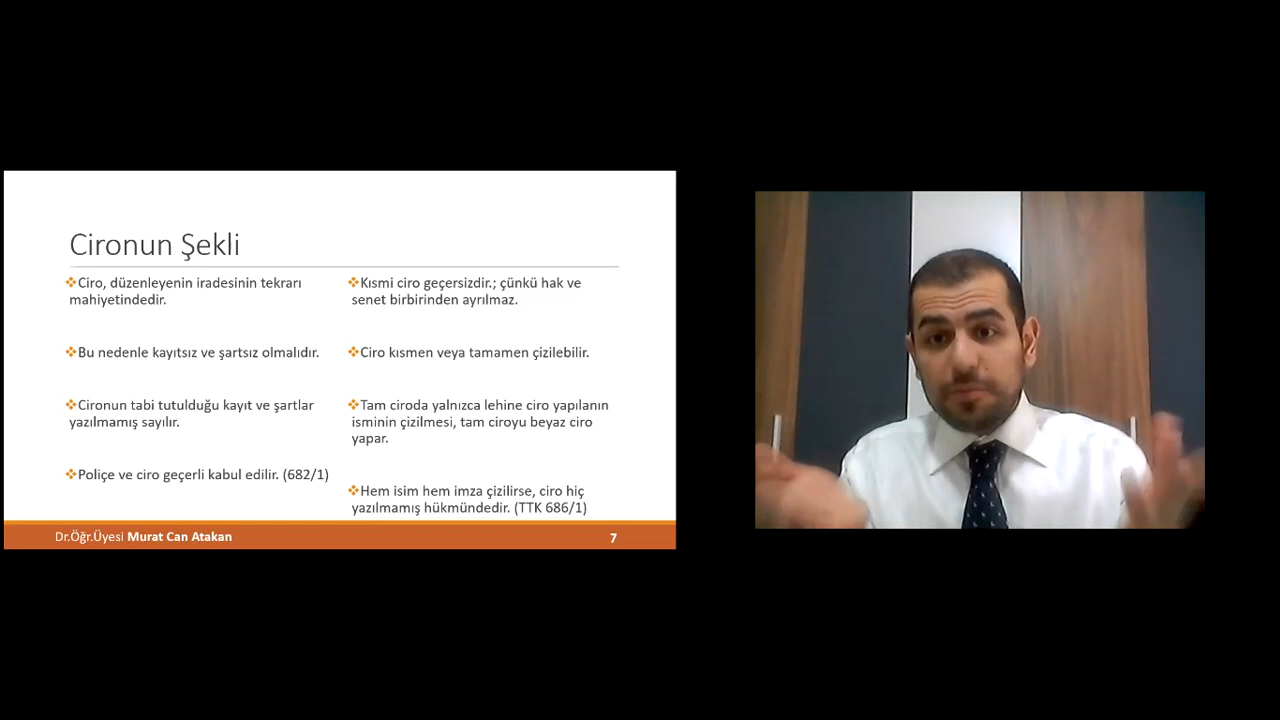 Cironun Şekli
❖Ciro, düzenleyenin iradesinin tekrarı
mahiyetindedir.
❖Bu nedenle kayıtsız ve şartsız olmalıdır.
❖Cironun tabi tutulduğu kayıt ve şartlar
yazılmamış sayılır.
❖Poliçe ve ciro geçerli kabul edilir. (682/1)
❖Kısmi ciro geçersizdir.; çünkü hak ve
senet birbirinden ayrılmaz.
❖Ciro kısmen veya tamamen çizilebilir.
❖Tam ciroda yalnızca lehine ciro yapılanın
isminin çizilmesi, tam ciroyu beyaz ciro
yapar.
❖Hem isim hem imza çizilirse, ciro hiç
yazılmamış hükmündedir. (TTK 686/1)
Dr.Öğr.Üyesi Murat Can Atakan
7